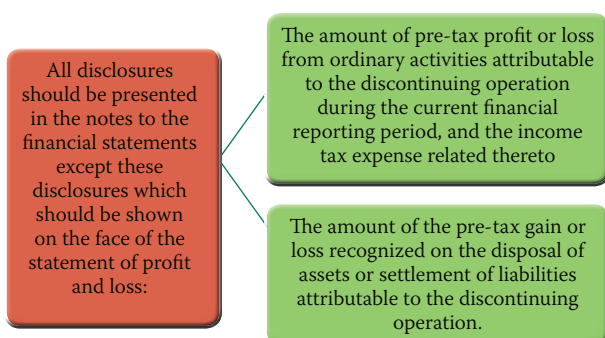 All disclosures
should be presented
in the notes to the
financial statements
except these
disclosures which
should be shown
on the face of the
statement of profit
and loss:
The amount of pre-tax profit or loss
from ordinary activities attributable
to the discontinuing operation
during the current financial
reporting period, and the income
tax expense related thereto
The amount of the pre-tax gain or
loss recognized on the disposal of
assets or settlement of liabilities
attributable to the discontinuing
operation.